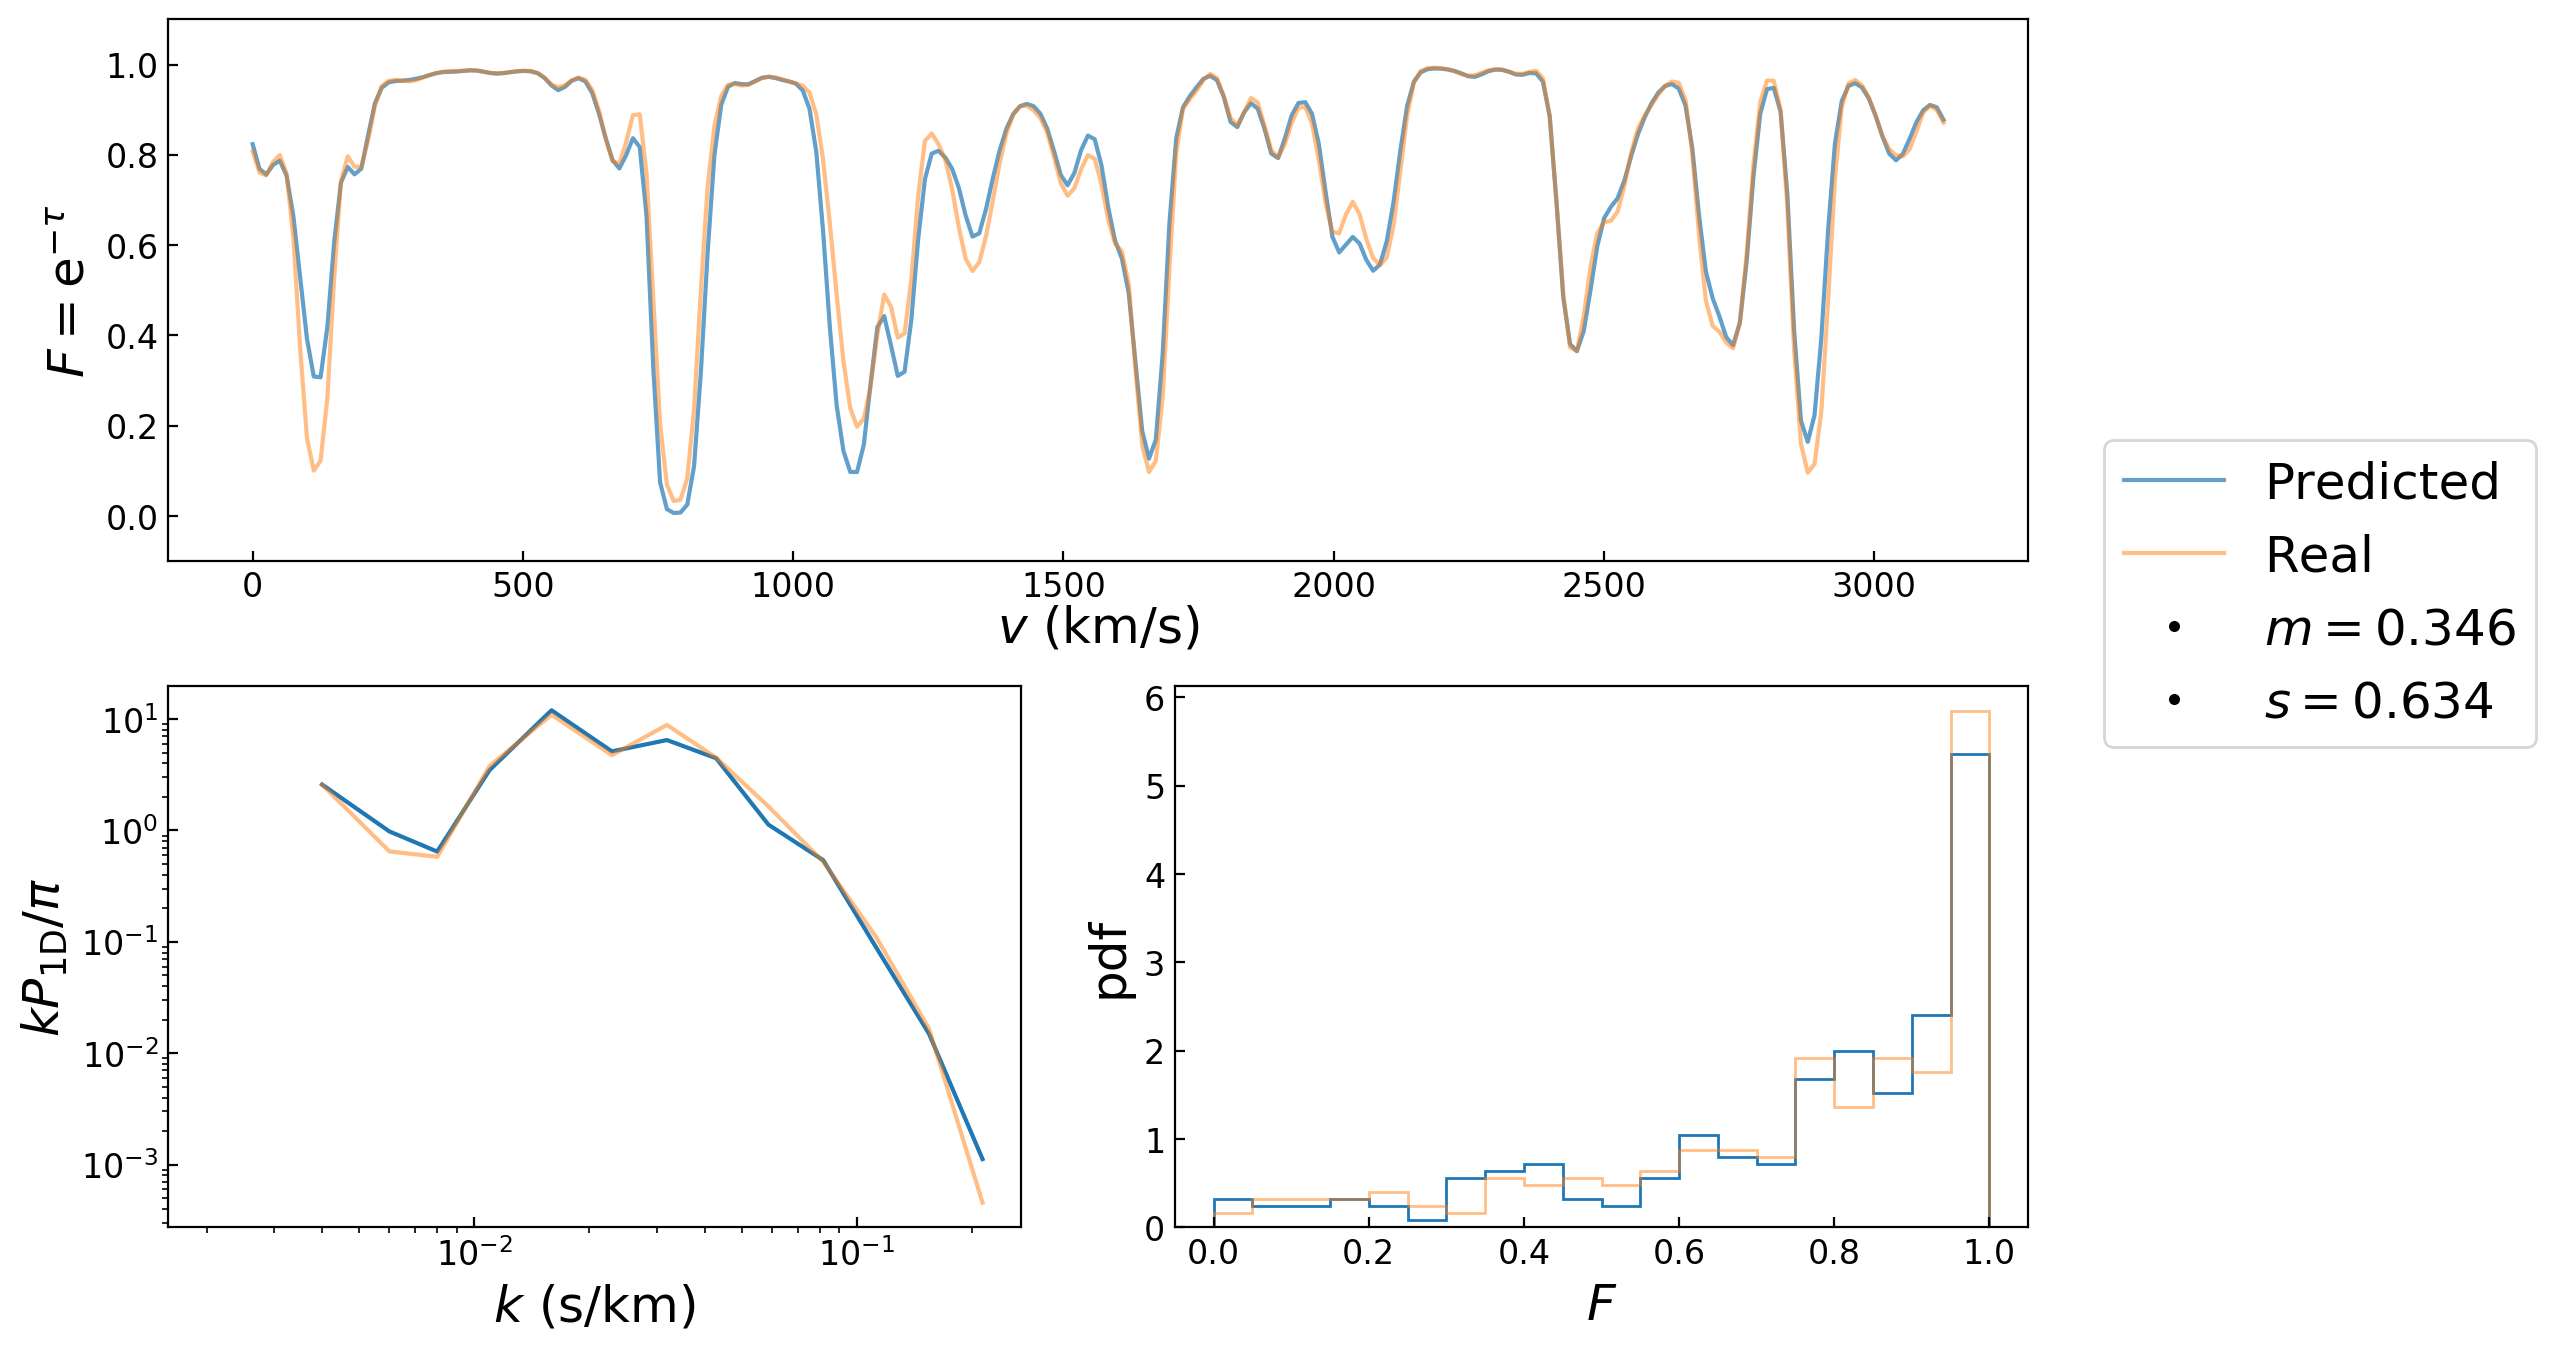 1.0
0.8
0.6
0.4
0.2
0.0
F = e^{−τ}
0 500 1000 1500 2000 2500 3000
v (km/s)
Predicted
Real
m = 0.346
s = 0.634
10^1
10^0
10^{−1}
10^{−2}
10^{−3}
kP_{1D}/π
10^{−2} 10^{−1}
k (s/km)
6
5
4
3
2
1
0
pdf
0.0 0.2 0.4 0.6 0.8 1.0
F